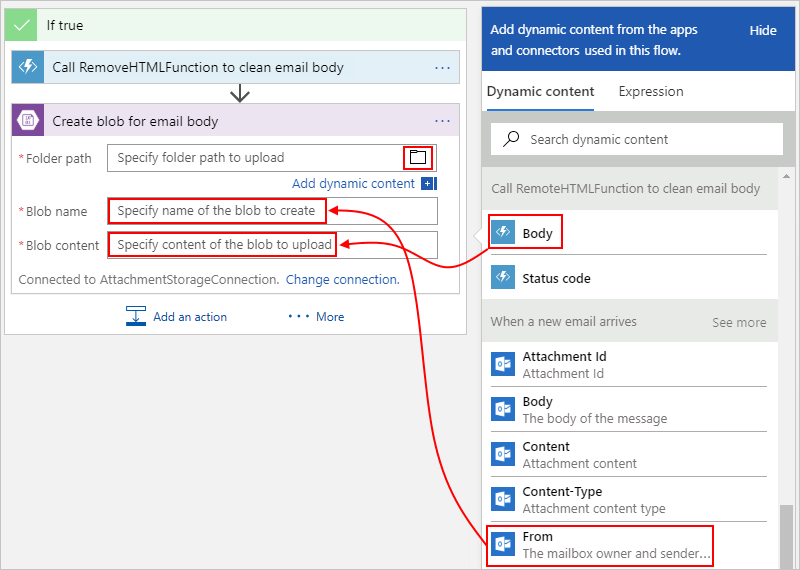 If true
Call RemoveHTMLFunction to clean email body
Create blob for email body
* Folder path
Specify folder path to upload
Add dynamic content
* Blob name
Specify name of the blob to create
* Blob content
Specify content of the blob to upload
Connected to AttachmentStorageConnection. Change connection.
Add an action
More
Add dynamic content from the apps
and connectors used in this flow.
Hide
Dynamic content
Expression
Search dynamic content
Call RemoteHTMLFunction to clean email body
Body
Status code
When a new email arrives
See more
Attachment Id
Attachment Id
Body
The body of the message
Content
Attachment content
Content-Type
Attachment content type
From
The mailbox owner and sender...